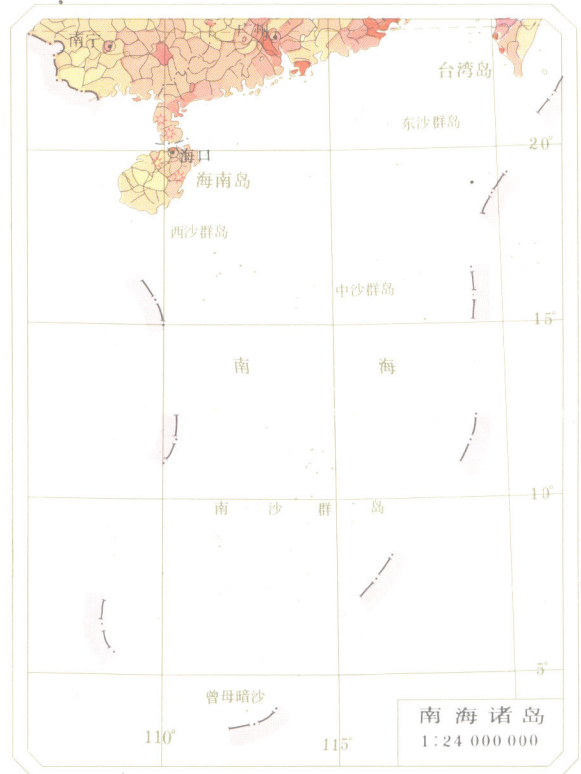 南宁
广州
台湾岛
东沙群岛
20°
海口
海南岛
西沙群岛
中沙群岛
15°
南 海
10°
南 沙 群 岛
5°
曾母暗沙
南海诸岛
1:24 000 000
110°
115°